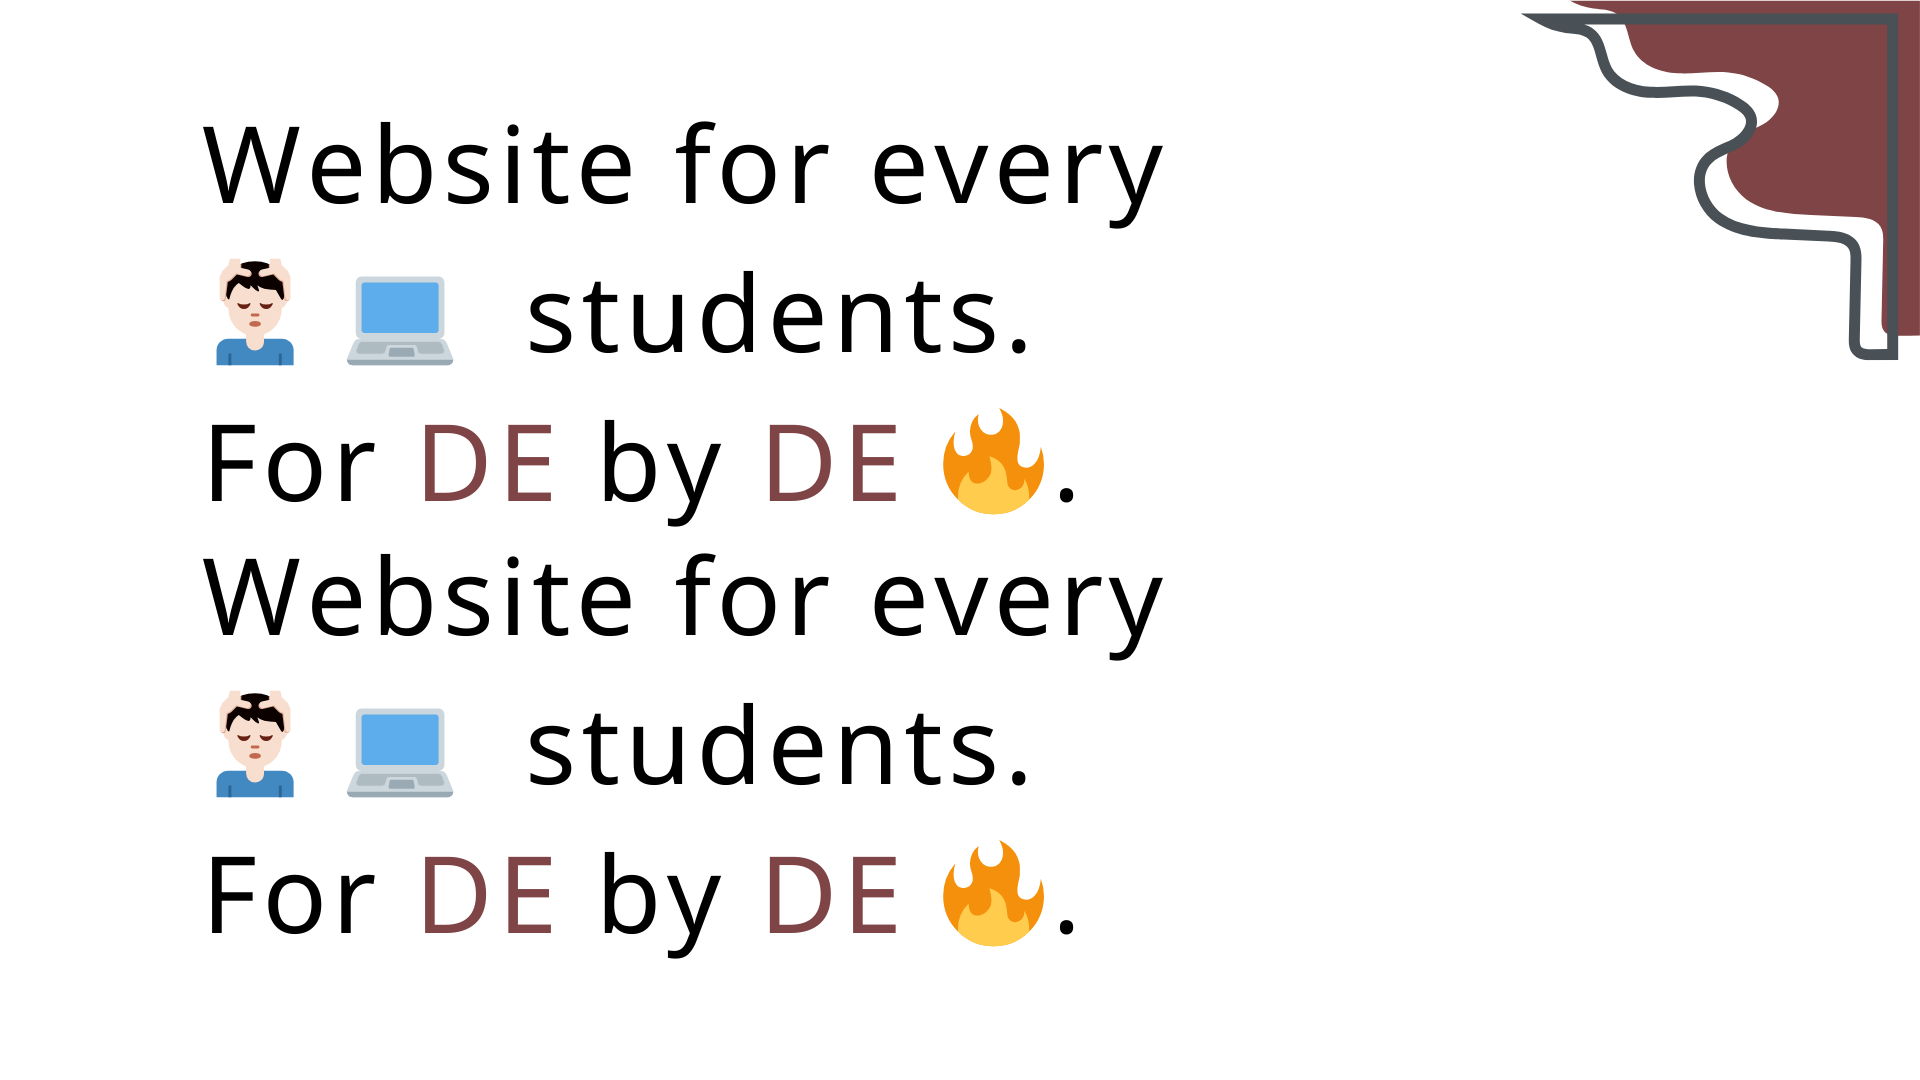 Website for every
💆🏻‍♂️ 💻 students.
For DE by DE 🔥.
Website for every
💆🏻‍♂️ 💻 students.
For DE by DE 🔥.